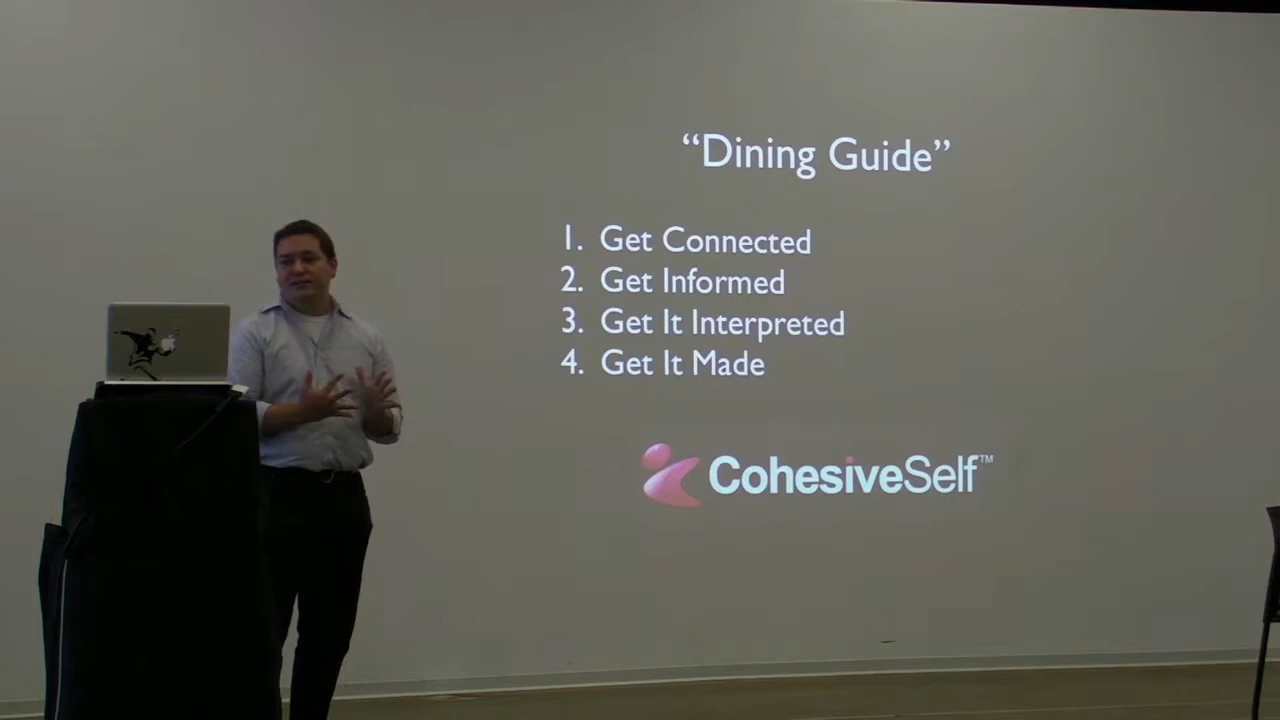 “Dining Guide”
1. Get Connected
2. Get Informed
3. Get It Interpreted
4. Get It Made
CohesiveSelf™